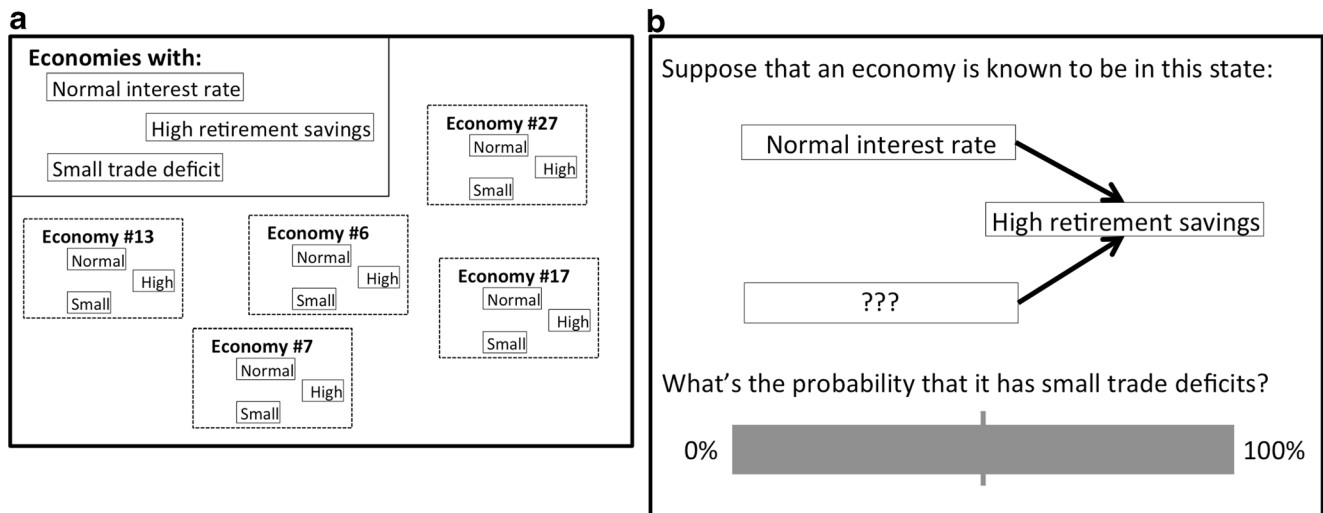 a
Economies with:
Normal interest rate
High retirement savings
Small trade deficit
Economy #27
Normal
High
Small
Economy #13
Normal
High
Small
Economy #6
Normal
High
Small
Economy #17
Normal
High
Small
Economy #7
Normal
High
Small
b
Suppose that an economy is known to be in this state:
Normal interest rate
High retirement savings
???
What's the probability that it has small trade deficits?
0%
100%